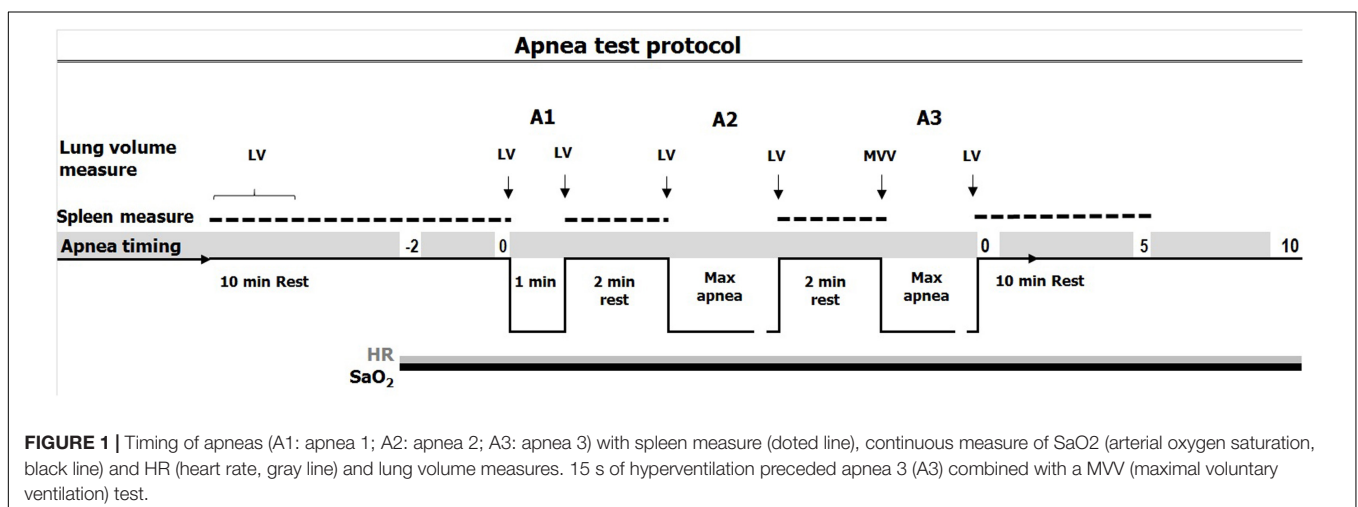 Apnea test protocol
A1 A2 A3
Lung volume
measure
LV LV LV LV LV MVV LV
Spleen measure
Apnea timing -2 0 0 5 10
10 min Rest 1 min 2 min
rest Max
apnea 2 min
rest Max
apnea 10 min Rest
HR
SaO2
FIGURE 1 | Timing of apneas (A1: apnea 1; A2: apnea 2; A3: apnea 3) with spleen measure (doted line), continuous measure of SaO2 (arterial oxygen saturation,
black line) and HR (heart rate, gray line) and lung volume measures. 15 s of hyperventilation preceded apnea 3 (A3) combined with a MVV (maximal voluntary
ventilation) test.